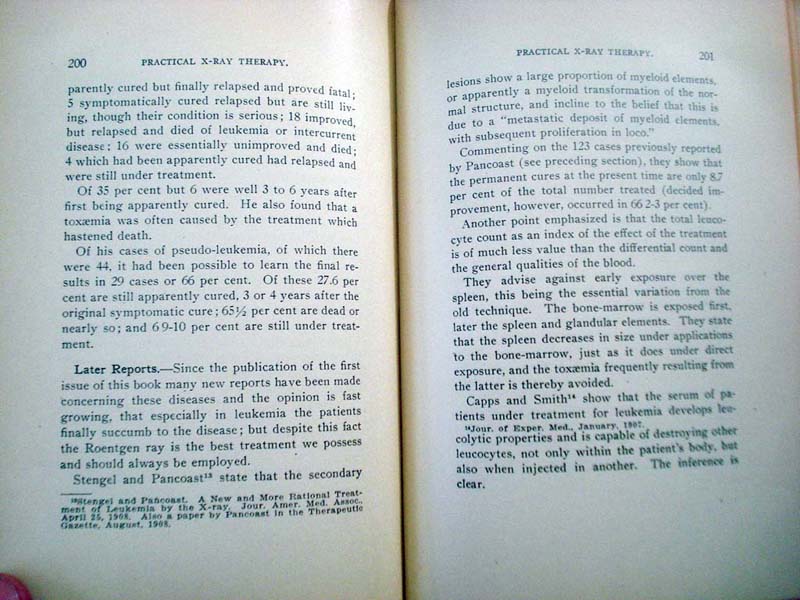 200 PRACTICAL X-RAY THERAPY.
parently cured but finally relapsed and proved fatal;
5 symptomatically cured relapsed but are still liv-
ing, though their condition is serious; 18 improved,
but relapsed and died of leukemia or intercurrent
disease; 16 were essentially unimproved and died;
4 which had been apparently cured had relapsed and
were still under treatment.
Of 35 per cent but 6 were well 3 to 6 years after
first being apparently cured. He also found that a
toxæmia was often caused by the treatment which
hastened death.
Of his cases of pseudo-leukemia, of which there
were 44, it had been possible to learn the final re-
sults in 29 cases or 66 per cent. Of these 27.6 per
cent are still apparently cured, 3 or 4 years after the
original symptomatic cure; 65½ per cent are dead or
nearly so; and 6 9-10 per cent are still under treat-
ment.
Later Reports.—Since the publication of the first
issue of this book many new reports have been made
concerning these diseases and the opinion is fast
growing, that especially in leukemia the patients
finally succumb to the disease; but despite this fact
the Roentgen ray is the best treatment we possess
and should always be employed.
Stengel and Pancoast¹³ state that the secondary
¹³Stengel and Pancoast. A New and More Rational Treat-
ment of Leukemia by the X-ray. Jour. Amer. Med. Assoc.,
April 25, 1908. Also a paper by Pancoast in the Therapeutic
Gazette, August, 1908.
PRACTICAL X-RAY THERAPY. 201
lesions show a large proportion of myeloid elements,
or apparently a myeloid transformation of the nor-
mal structure, and incline to the belief that this is
due to a "metastatic deposit of myeloid elements,
with subsequent proliferation in loco."
Commenting on the 123 cases previously reported
by Pancoast (see preceding section), they show that
the permanent cures at the present time are only 8.7
per cent of the total number treated (decided im-
provement, however, occurred in 66 2-3 per cent).
Another point emphasized is that the total leuco-
cyte count as an index of the effect of the treatment
is of much less value than the differential count and
the general qualities of the blood.
They advise against early exposure over the
spleen, this being the essential variation from the
old technique. The bone-marrow is exposed first,
later the spleen and glandular elements. They state
that the spleen decreases in size under applications
to the bone-marrow, just as it does under direct
exposure, and the toxæmia frequently resulting from
the latter is thereby avoided.
Capps and Smith¹⁴ show that the serum of pa-
tients under treatment for leukemia develops leu-
¹⁴Jour. of Exper. Med., January, 1907.
colytic properties and is capable of destroying other
leucocytes, not only within the patient's body, but
also when injected in another. The inference is
clear.